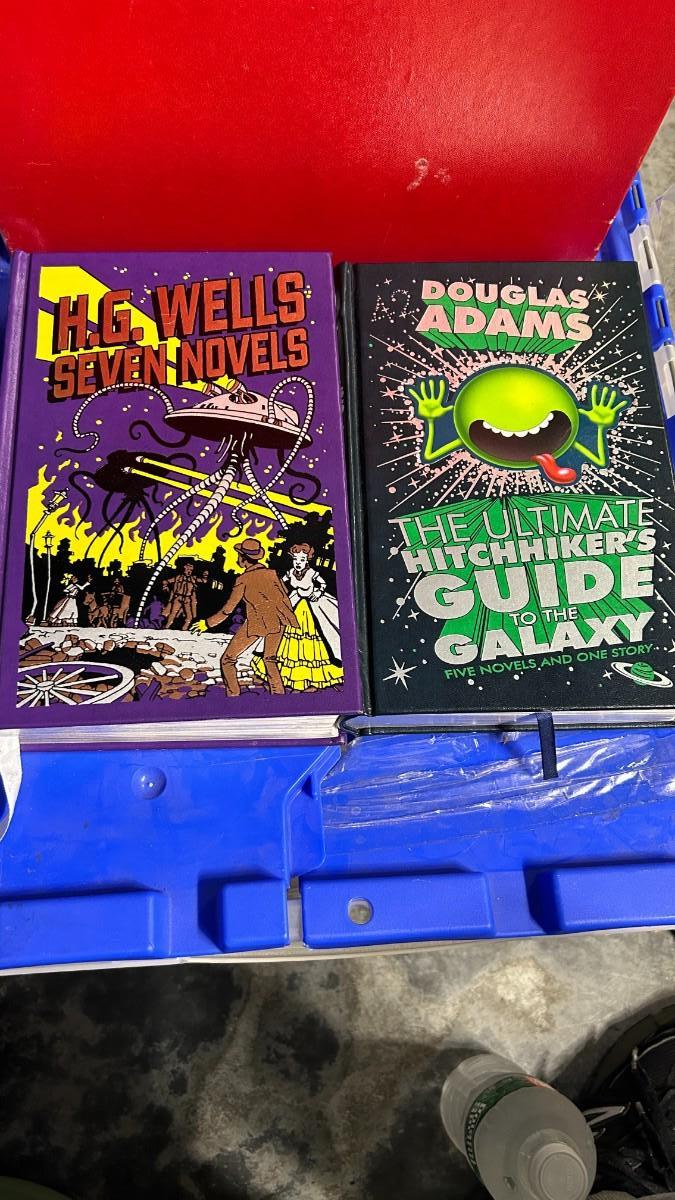 H.G. WELLS
SEVEN NOVELS
42
DOUGLAS
ADAMS
THE ULTIMATE
HITCHHIKER'S
GUIDE
TO THE
GALAXY
FIVE NOVELS AND ONE STORY